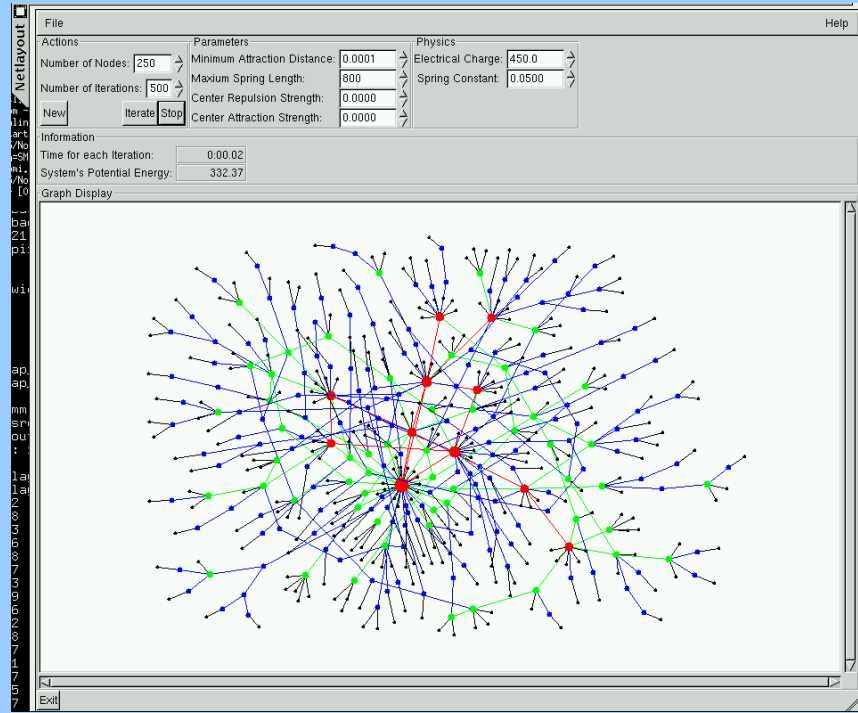 Netlayout
File Help
Actions Parameters Physics
Number of Nodes: 250 Minimum Attraction Distance: 0.0001 Electrical Charge: 450.0
Number of Iterations: 500 Maxium Spring Length: 800 Spring Constant: 0.0500
Center Repulsion Strength: 0.0000
New Iterate Stop Center Attraction Strength: 0.0000
Information
Time for each Iteration: 0:00.02
System's Potential Energy: 332.37
Graph Display
Exit